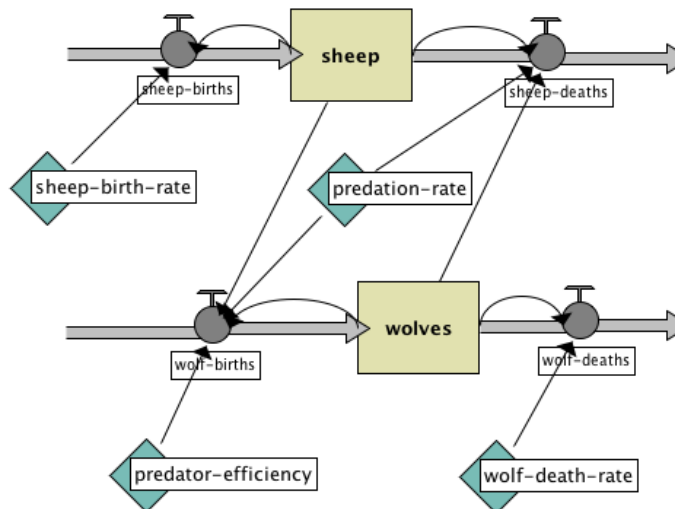 sheep
sheep-births
sheep-deaths
sheep-birth-rate
predation-rate
wolves
wolf-births
wolf-deaths
predator-efficiency
wolf-death-rate